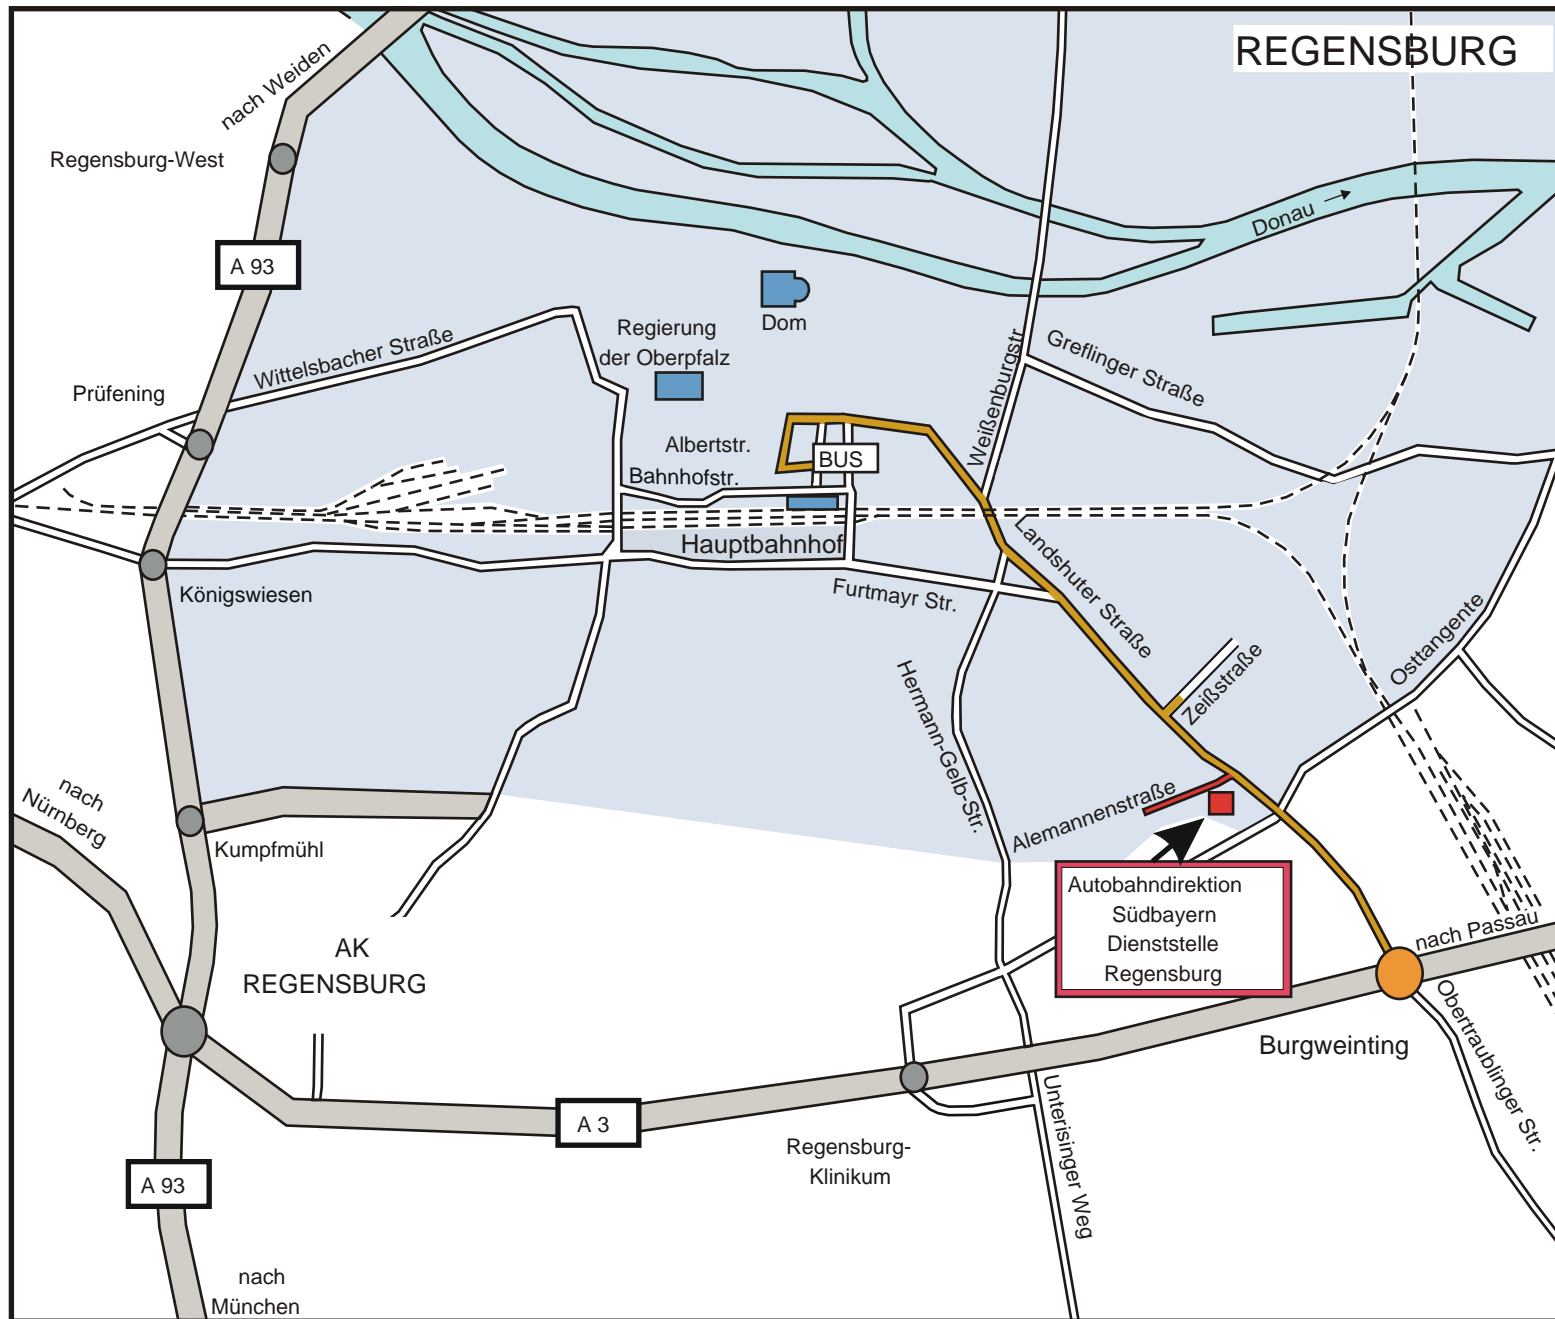 REGENSBURG
nach Weiden
Regensburg-West
Donau →
A 93
Dom
Regierung
der Oberpfalz
Wittelsbacher Straße
Weißenburgstr
Greflinger Straße
Prüfening
Albertstr.
BUS
Bahnhofstr.
Hauptbahnhof
Landshuter Straße
Königswiesen
Furtmayr Str.
Osttangente
Zeißstraße
Hermann-Gelb-Str.
nach
Nürnberg
Alemannenstraße
Kumpfmühl
Autobahndirektion
Südbayern
Dienststelle
Regensburg
nach Passau
AK
REGENSBURG
Obertraublinger Str.
Burgweinting
A 3
Unterisinger Weg
Regensburg-
Klinikum
A 93
nach
München